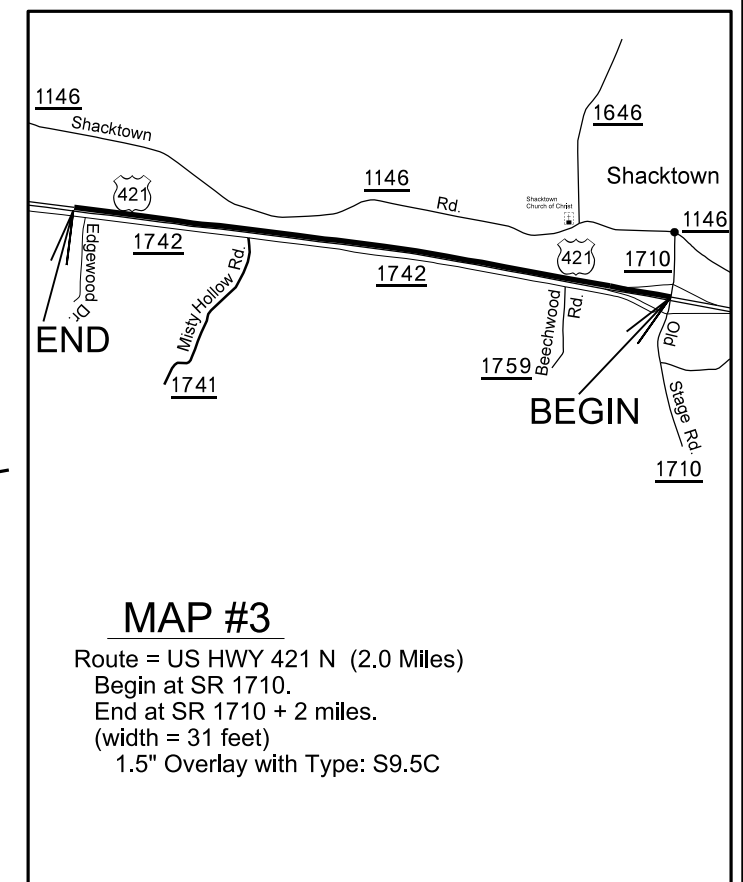 1146
Shacktown
421
1742
Edgewood Dr.
END
Misty Hollow Rd.
1741
1146
Rd.
1742
Shacktown
Church of Christ
1646
Shacktown
1146
421
1710
Beechwood
Rd.
1759
BEGIN
Old
Stage Rd.
1710
MAP #3
Route = US HWY 421 N (2.0 Miles)
Begin at SR 1710.
End at SR 1710 + 2 miles.
(width = 31 feet)
1.5" Overlay with Type: S9.5C